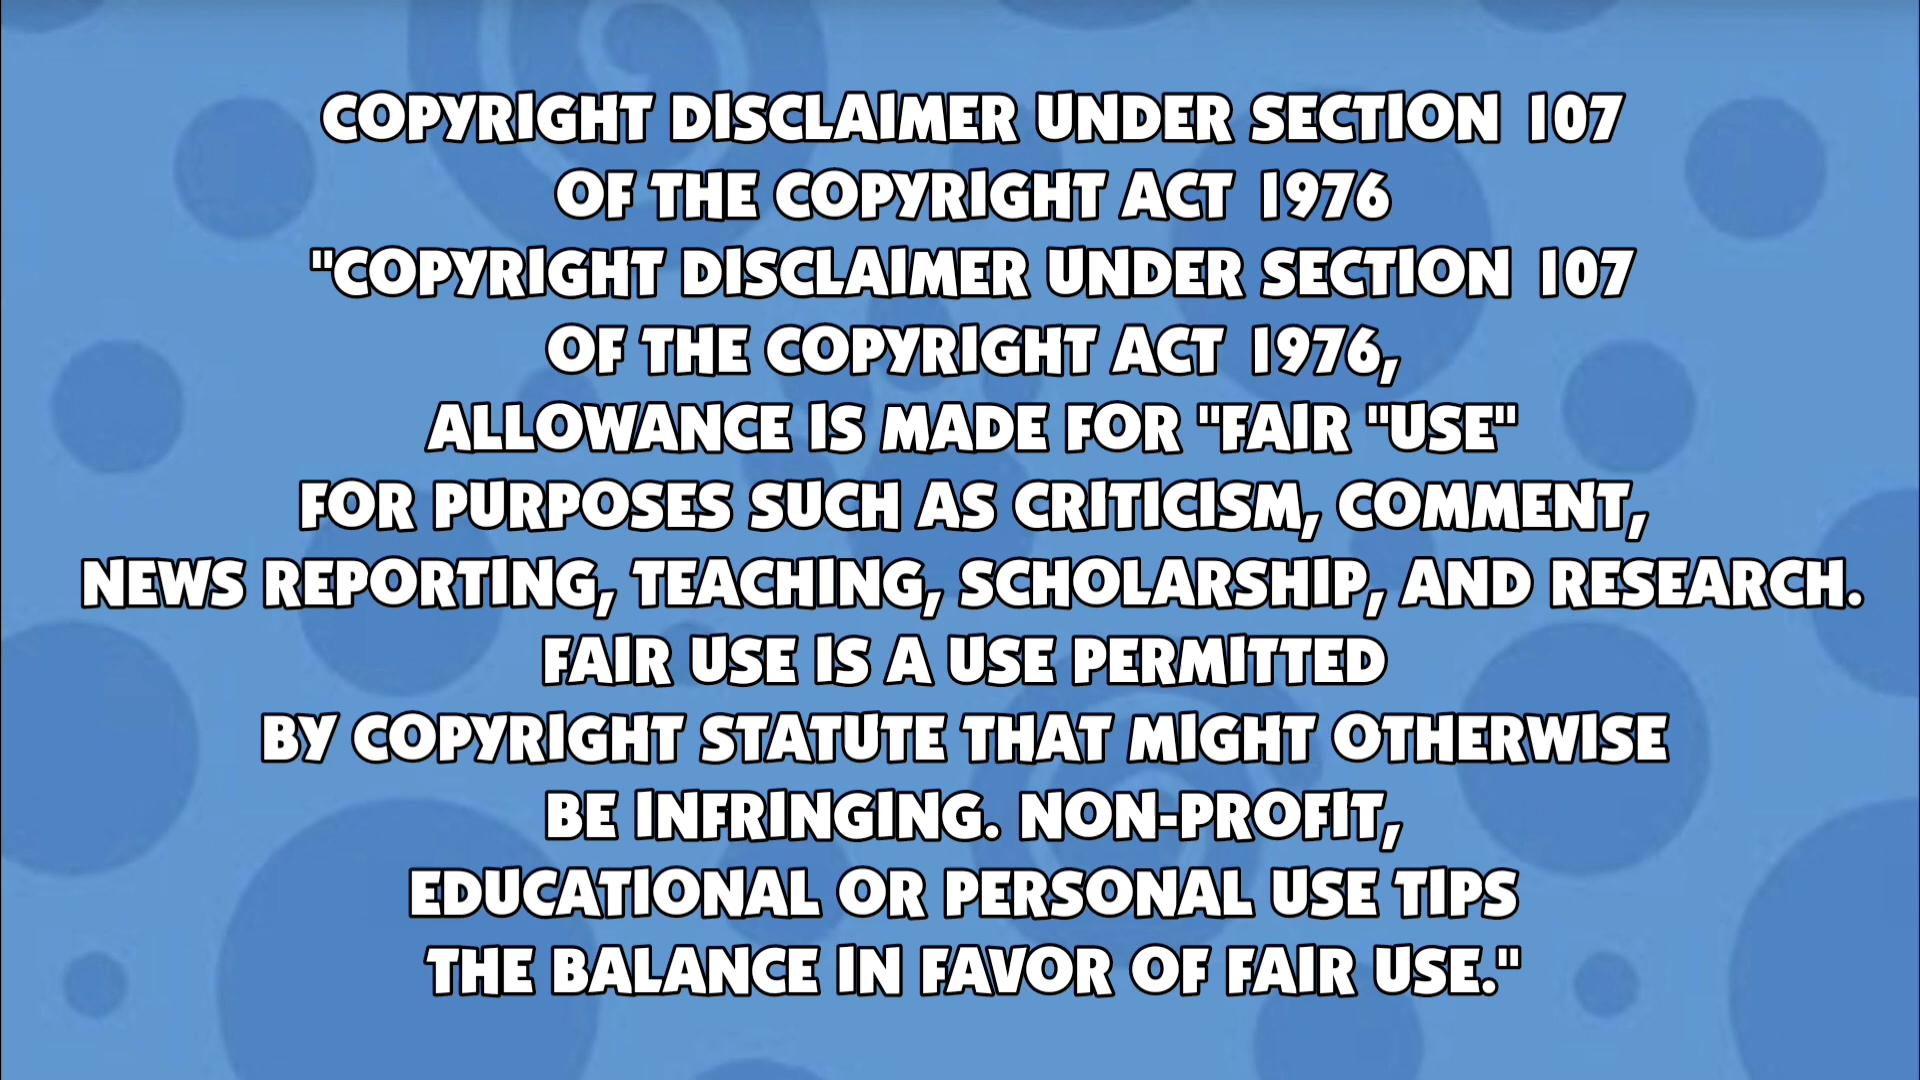 COPYRIGHT DISCLAIMER UNDER SECTION 107
OF THE COPYRIGHT ACT 1976
"COPYRIGHT DISCLAIMER UNDER SECTION 107
OF THE COPYRIGHT ACT 1976,
ALLOWANCE IS MADE FOR "FAIR "USE"
FOR PURPOSES SUCH AS CRITICISM, COMMENT,
NEWS REPORTING, TEACHING, SCHOLARSHIP, AND RESEARCH.
FAIR USE IS A USE PERMITTED
BY COPYRIGHT STATUTE THAT MIGHT OTHERWISE
BE INFRINGING. NON-PROFIT,
EDUCATIONAL OR PERSONAL USE TIPS
THE BALANCE IN FAVOR OF FAIR USE."